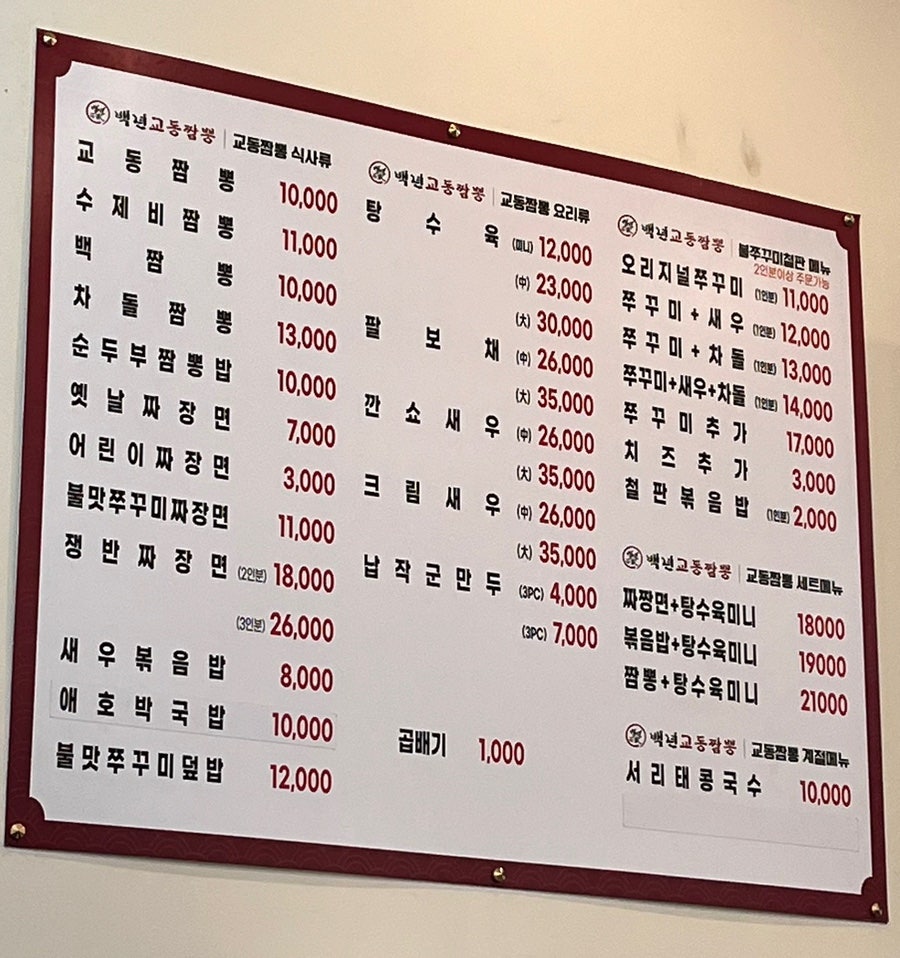 백년교동짬뽕 | 교동짬뽕 식사류
교동짬뽕 10,000
수제비짬뽕 11,000
백짬뽕 10,000
차돌짬뽕 13,000
순두부짬뽕밥 10,000
옛날짜장면 7,000
어린이짜장면 3,000
불맛쭈꾸미짜장면 11,000
쟁반짜장면 (2인분) 18,000
(3인분) 26,000
새우볶음밥 8,000
애호박국밥 10,000
불맛쭈꾸미덮밥 12,000
백년교동짬뽕 | 교동짬뽕 요리류
탕수육 (미니) 12,000
(中) 23,000
(大) 30,000
팔보채 (中) 26,000
(大) 35,000
깐쇼새우 (中) 26,000
(大) 35,000
크림새우 (中) 26,000
(大) 35,000
납작군만두 (3PC) 4,000
(3PC) 7,000
곱배기 1,000
백년교동짬뽕 | 불쭈꾸미철판 메뉴
2인분이상 주문가능
오리지널쭈꾸미 (1인분) 11,000
쭈꾸미+새우 (1인분) 12,000
쭈꾸미+차돌 (1인분) 13,000
쭈꾸미+새우+차돌 (1인분) 14,000
쭈꾸미추가 17,000
치즈추가 3,000
철판볶음밥 (1인분) 2,000
백년교동짬뽕 | 교동짬뽕 세트메뉴
짜장면+탕수육미니 18000
볶음밥+탕수육미니 19000
짬뽕+탕수육미니 21000
백년교동짬뽕 | 교동짬뽕 계절메뉴
서리태콩국수 10,000